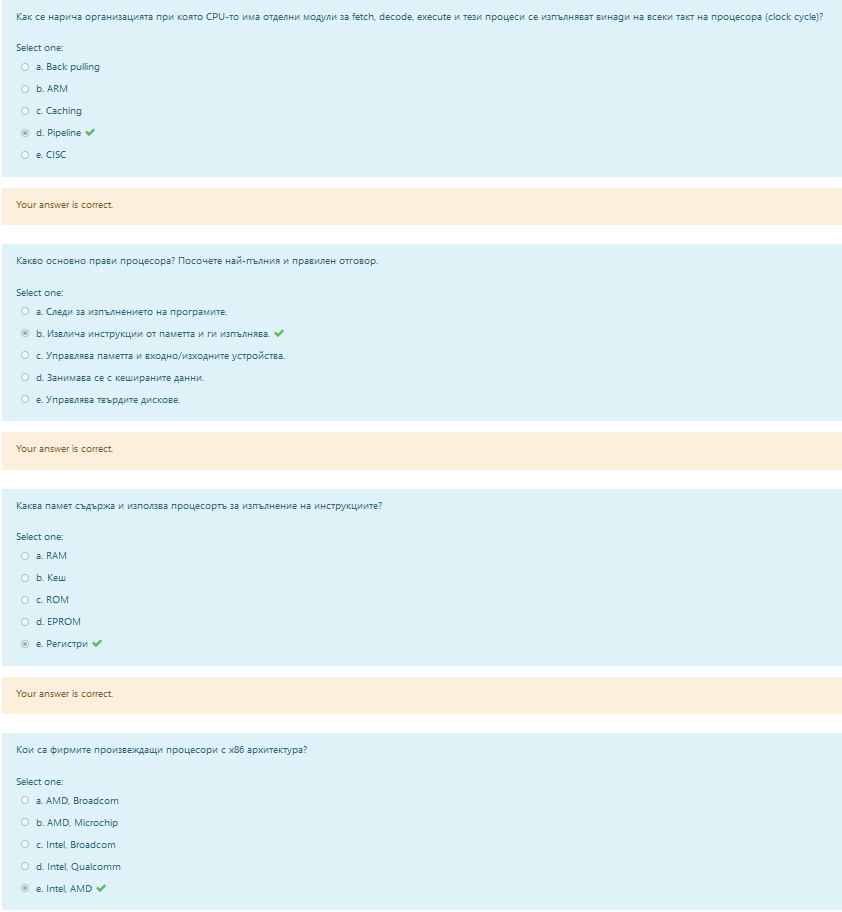 Как се нарича организацията при която CPU-то има отделни модули за fetch, decode, execute и тези процеси се изпълняват винаgи на всеки такт на процесора (clock cycle)?
Select one:
a. Back pulling
b. ARM
c. Caching
d. Pipeline
e. CISC
Your answer is correct.
Какво основно прави процесора? Посочете най-пълния и правилен отговор.
Select one:
a. Следи за изпълнението на програмите.
b. Извлича инструкции от паметта и ги изпълнява.
c. Управлява паметта и входно/изходните устройства.
d. Занимава се с кешираните данни.
e. Управлява твърдите дискове.
Your answer is correct.
Каква памет съдържа и използва процесортъ за изпълнение на инструкциите?
Select one:
a. RAM
b. Кеш
c. ROM
d. EPROM
e. Регистри
Your answer is correct.
Кои са фирмите произвеждащи процесори с x86 архитектура?
Select one:
a. AMD, Broadcom
b. AMD, Microchip
c. Intel, Broadcom
d. Intel, Qualcomm
e. Intel, AMD